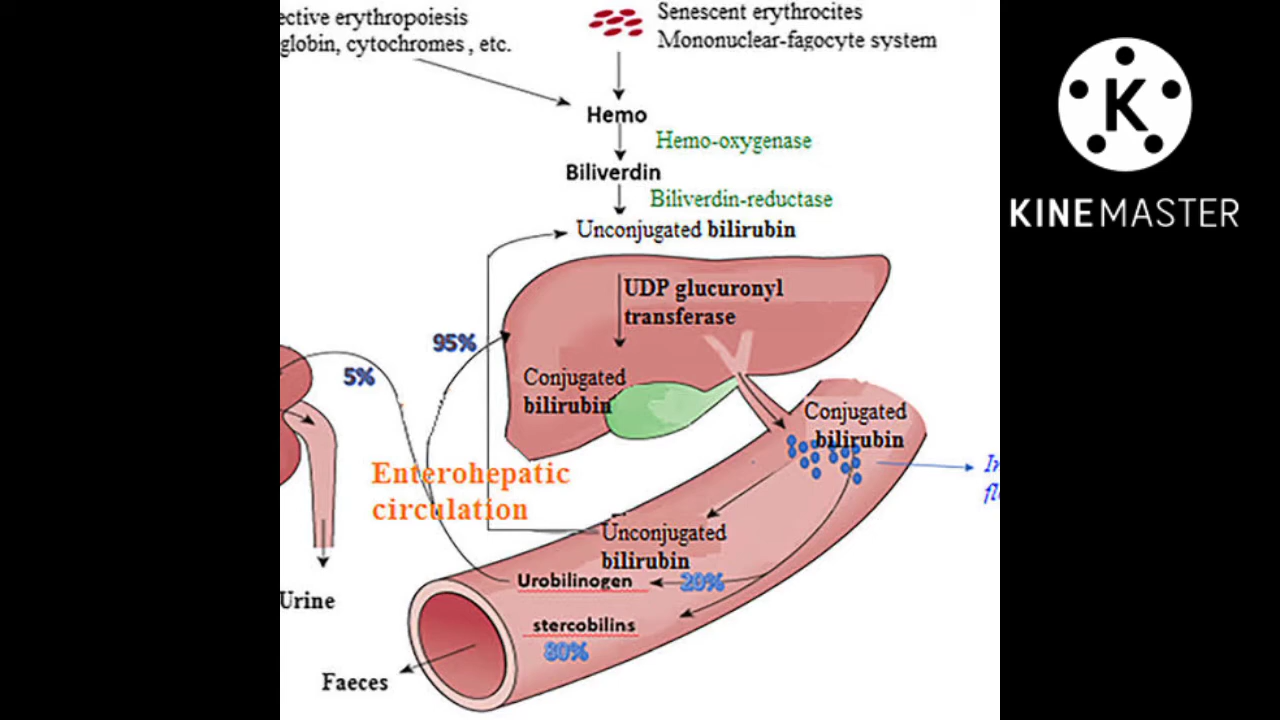 ective erythropoiesis
globin, cytochromes , etc.
Senescent erythrocites
Mononuclear-fagocyte system
Hemo
Hemo-oxygenase
Biliverdin
Biliverdin-reductase
Unconjugated bilirubin
UDP glucuronyl
transferase
95%
5%
Conjugated
bilirubin
Conjugated
bilirubin
Enterohepatic
circulation
Unconjugated
bilirubin
Urobilinogen
20%
stercobilins
80%
Urine
Faeces
K
KINEMASTER